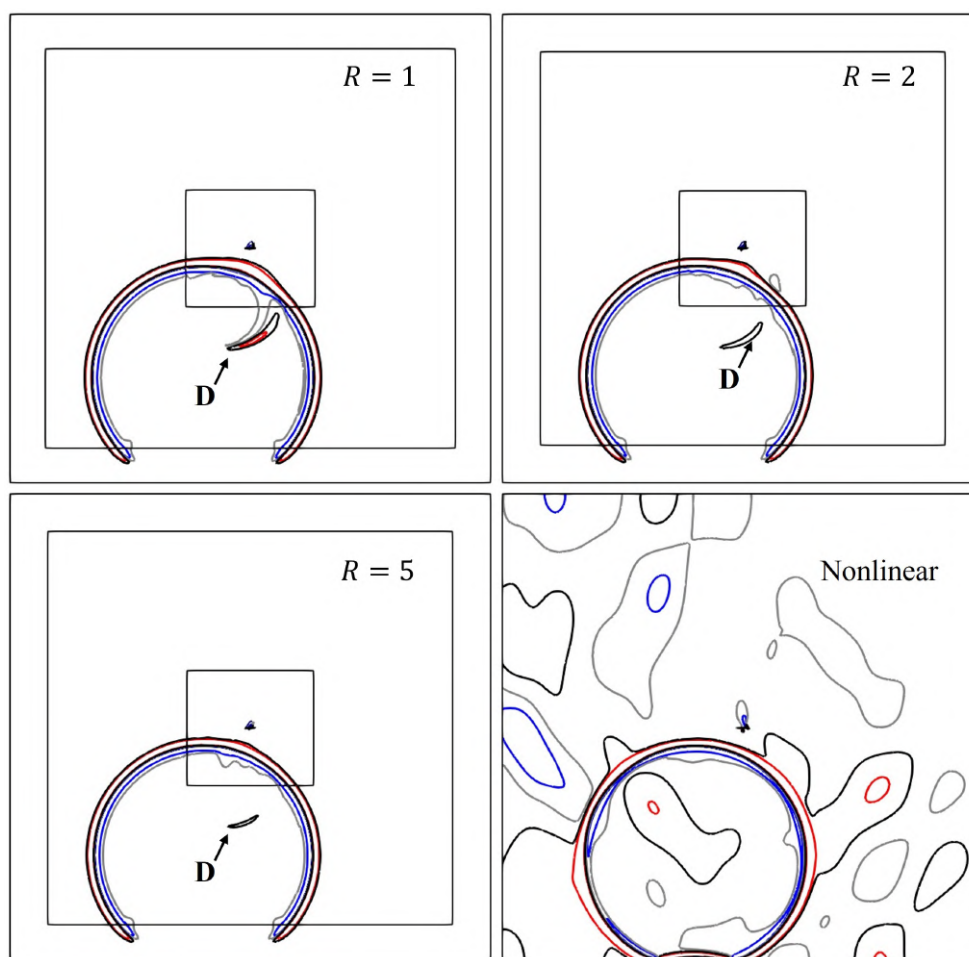 R = 1
D
R = 2
D
R = 5
D
Nonlinear